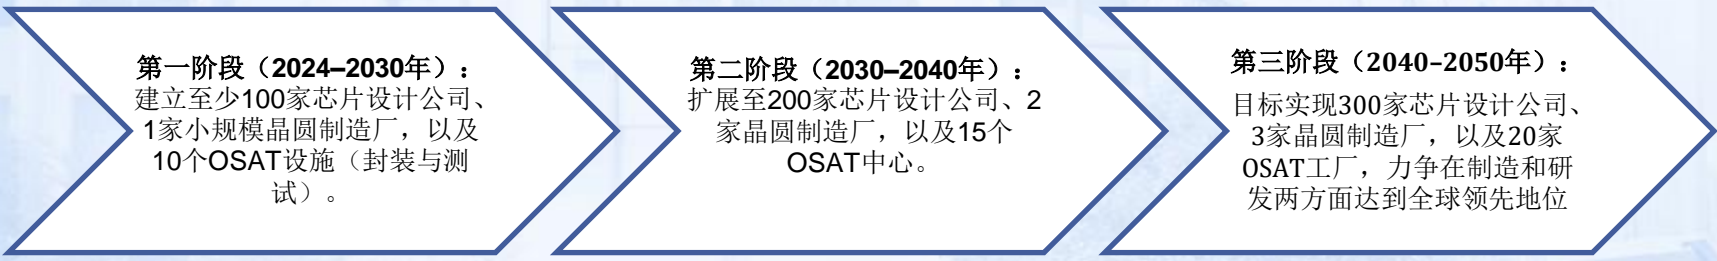 第一阶段（2024–2030年）：
建立至少100家芯片设计公司、
1家小规模晶圆制造厂，以及
10个OSAT设施（封装与测
试）。
第二阶段（2030–2040年）：
扩展至200家芯片设计公司、2
家晶圆制造厂，以及15个
OSAT中心。
第三阶段（2040–2050年）：
目标实现300家芯片设计公司、
3家晶圆制造厂，以及20家
OSAT工厂，力争在制造和研
发两方面达到全球领先地位